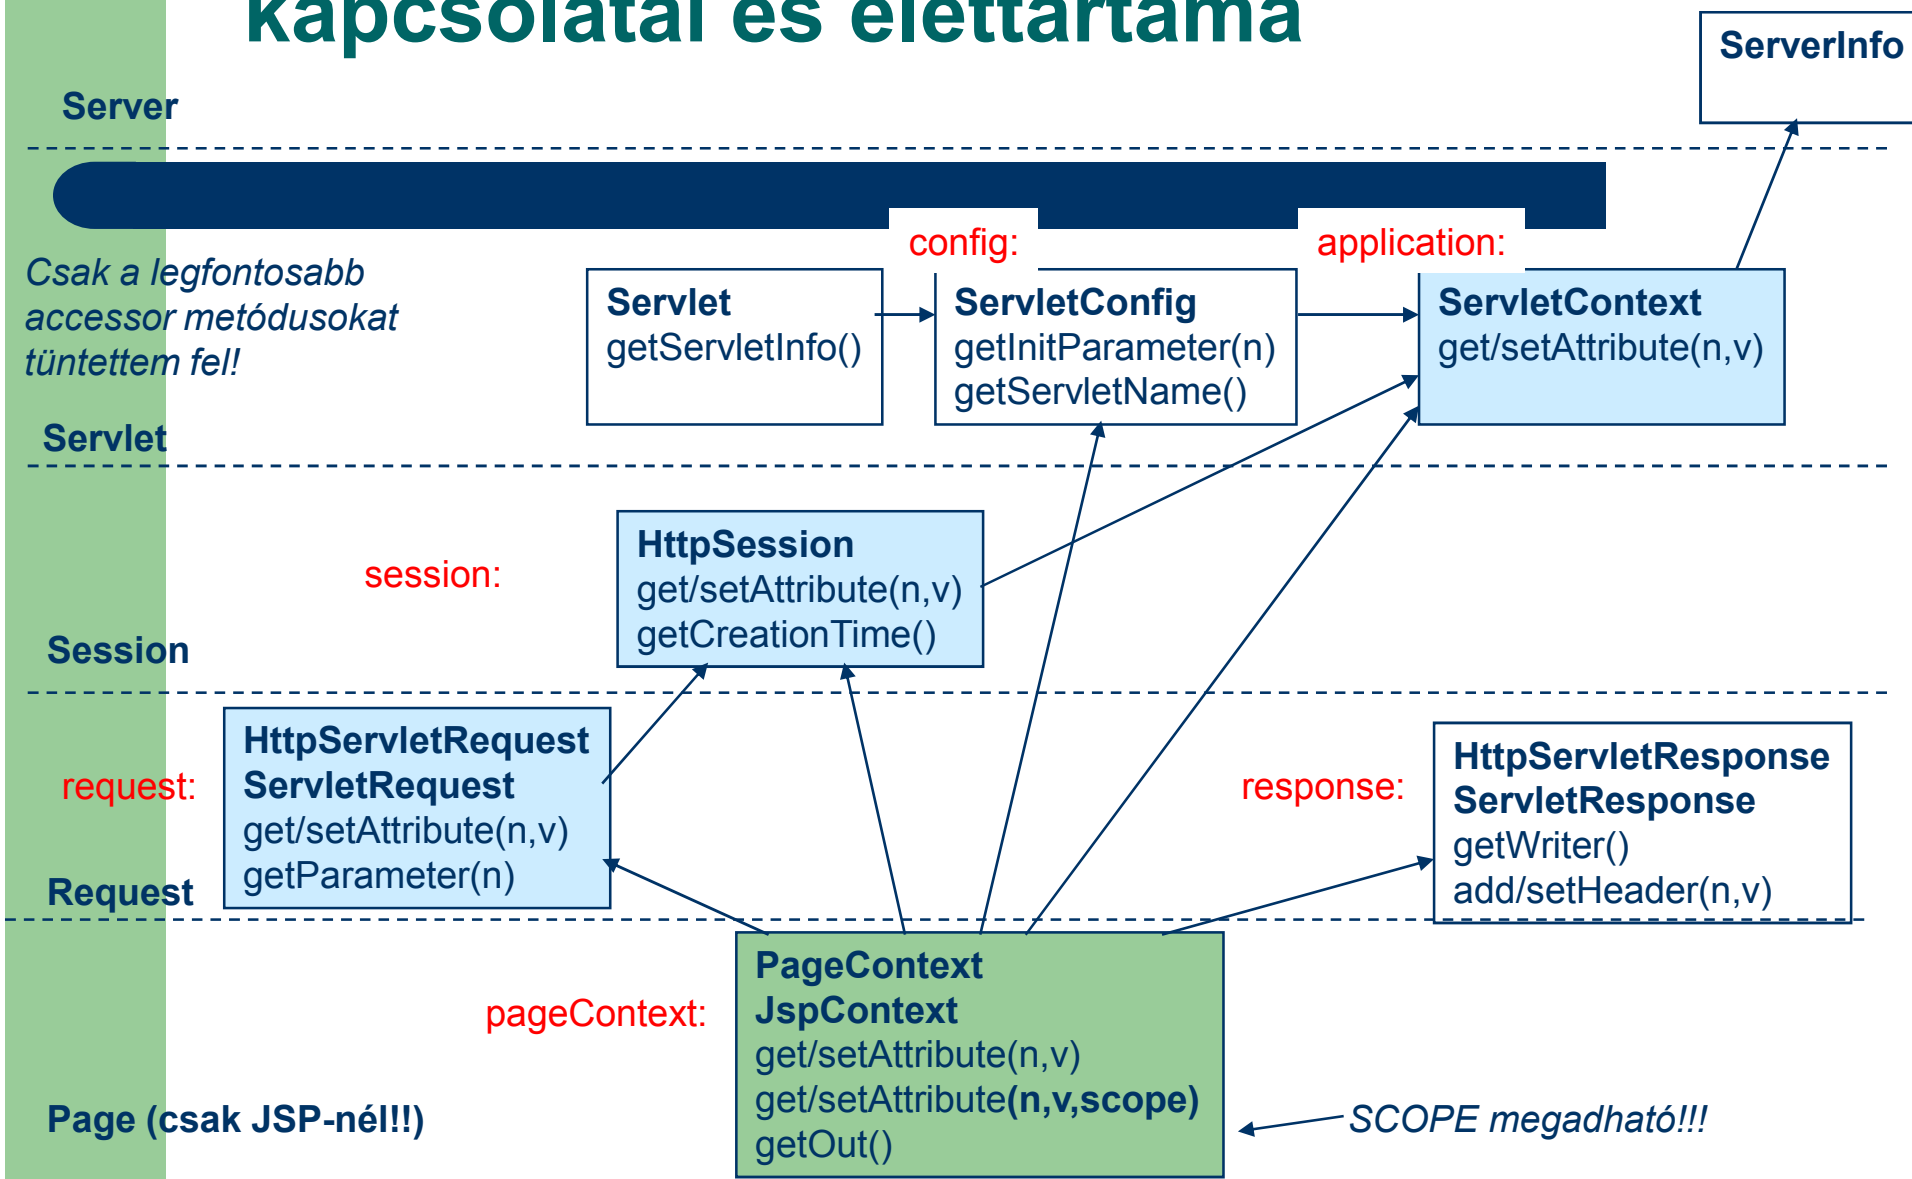 kapcsolatai és élettartama
ServerInfo
Server
config:
application:
Csak a legfontosabb
accessor metódusokat
tüntettem fel!
Servlet
getServletInfo()
ServletConfig
getInitParameter(n)
getServletName()
ServletContext
get/setAttribute(n,v)
Servlet
session:
HttpSession
get/setAttribute(n,v)
getCreationTime()
Session
request:
HttpServletRequest
ServletRequest
get/setAttribute(n,v)
getParameter(n)
response:
HttpServletResponse
ServletResponse
getWriter()
add/setHeader(n,v)
Request
pageContext:
PageContext
JspContext
get/setAttribute(n,v)
get/setAttribute(n,v,scope)
getOut()
Page (csak JSP-nél!!)
SCOPE megadható!!!